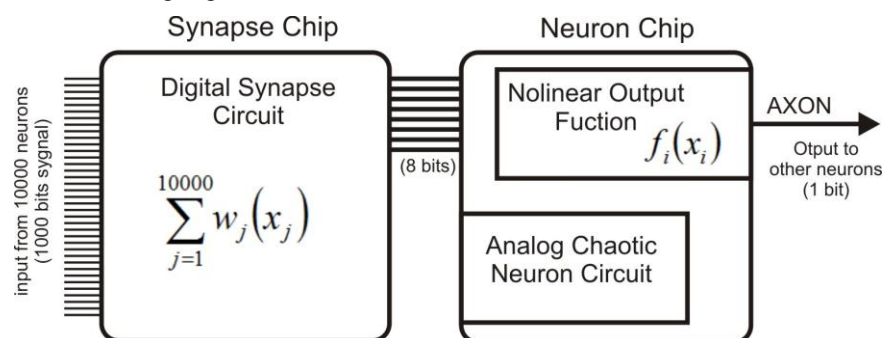 Synapse Chip
Neuron Chip
input from 10000 neurons
(1000 bits sygnal)
Digital Synapse
Circuit
10000
∑ w_j(x_j)
j=1
(8 bits)
Nolinear Output
Fuction f_i(x_i)
Analog Chaotic
Neuron Circuit
AXON
Otput to
other neurons
(1 bit)